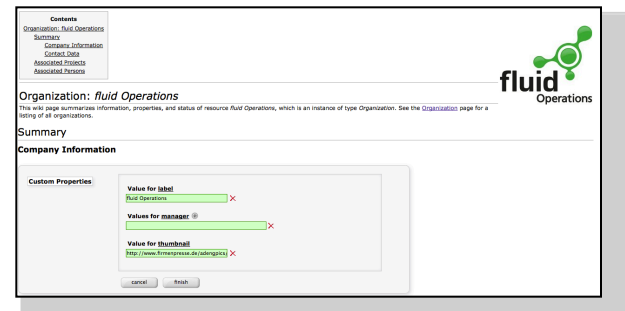 Contents
Organization: fluid Operations
Summary
Company Information
Contact Data
Associated Projects
Associated Persons
fluid
Operations
Organization: fluid Operations
This wiki page summarizes information, properties, and status of resource fluid Operations, which is an instance of type Organization. See the Organization page for a
listing of all organizations.
Summary
Company Information
Custom Properties
Value for label
fluid Operations
Values for manager
Value for thumbnail
http://www.firmenpresse.de/adengpics/
cancel finish